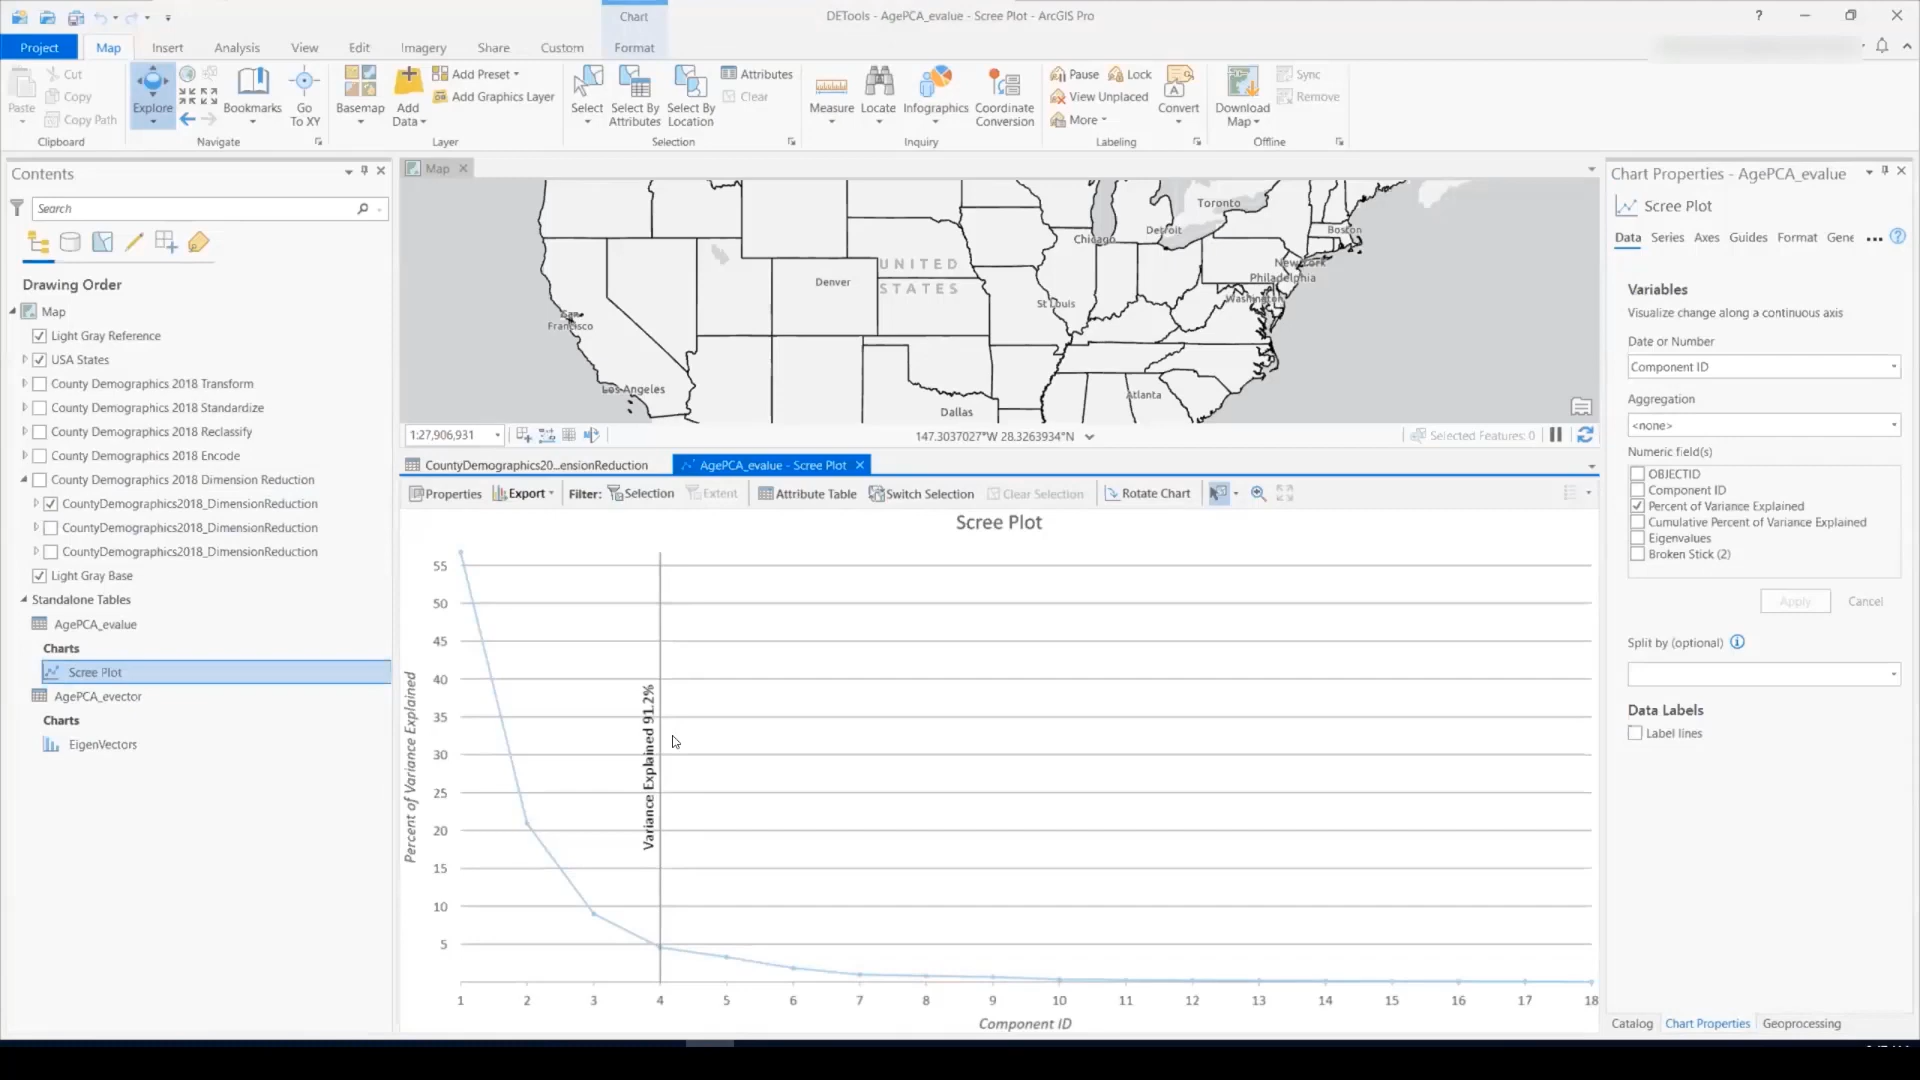 DETools - AgePCA_evalue - Scree Plot - ArcGIS Pro
Chart
?
Project Map Insert Analysis View Edit Imagery Share Custom Format
Paste
Cut
Copy
Copy Path
Clipboard
Explore
Bookmarks
Go
To XY
Navigate
Basemap
Add
Data
Add Preset
Add Graphics Layer
Layer
Select
Select By
Attributes
Select By
Location
Attributes
Clear
Selection
Measure
Locate
Infographics
Coordinate
Conversion
Inquiry
Pause
Lock
View Unplaced
More
Convert
Labeling
Download
Map
Sync
Remove
Offline
Contents
Search
Drawing Order
Map
Light Gray Reference
USA States
County Demographics 2018 Transform
County Demographics 2018 Standardize
County Demographics 2018 Reclassify
County Demographics 2018 Encode
County Demographics 2018 Dimension Reduction
CountyDemographics2018_DimensionReduction
CountyDemographics2018_DimensionReduction
CountyDemographics2018_DimensionReduction
Light Gray Base
Standalone Tables
AgePCA_evalue
Charts
Scree Plot
AgePCA_evector
Charts
EigenVectors
Map
Toronto
Boston
Detroit
Chicago
New York
UNITED
STATES
Philadelphia
Denver
Washington
St Louis
San
Francisco
Los Angeles
Atlanta
Dallas
1:27,906,931
147.3037027°W 28.3263934°N
Selected Features: 0
CountyDemographics20...ensionReduction
AgePCA_evalue - Scree Plot
Properties Export Filter: Selection Extent Attribute Table Switch Selection Clear Selection Rotate Chart
Scree Plot
55
50
45
40
35
30
25
20
15
10
5
Percent of Variance Explained
Variance Explained 91.2%
1 2 3 4 5 6 7 8 9 10 11 12 13 14 15 16 17 18
Component ID
Chart Properties - AgePCA_evalue
Scree Plot
Data Series Axes Guides Format Gene ... ?
Variables
Visualize change along a continuous axis
Date or Number
Component ID
Aggregation
<none>
Numeric field(s)
OBJECTID
Component ID
Percent of Variance Explained
Cumulative Percent of Variance Explained
Eigenvalues
Broken Stick (2)
Apply Cancel
Split by (optional)
Data Labels
Label lines
Catalog Chart Properties Geoprocessing